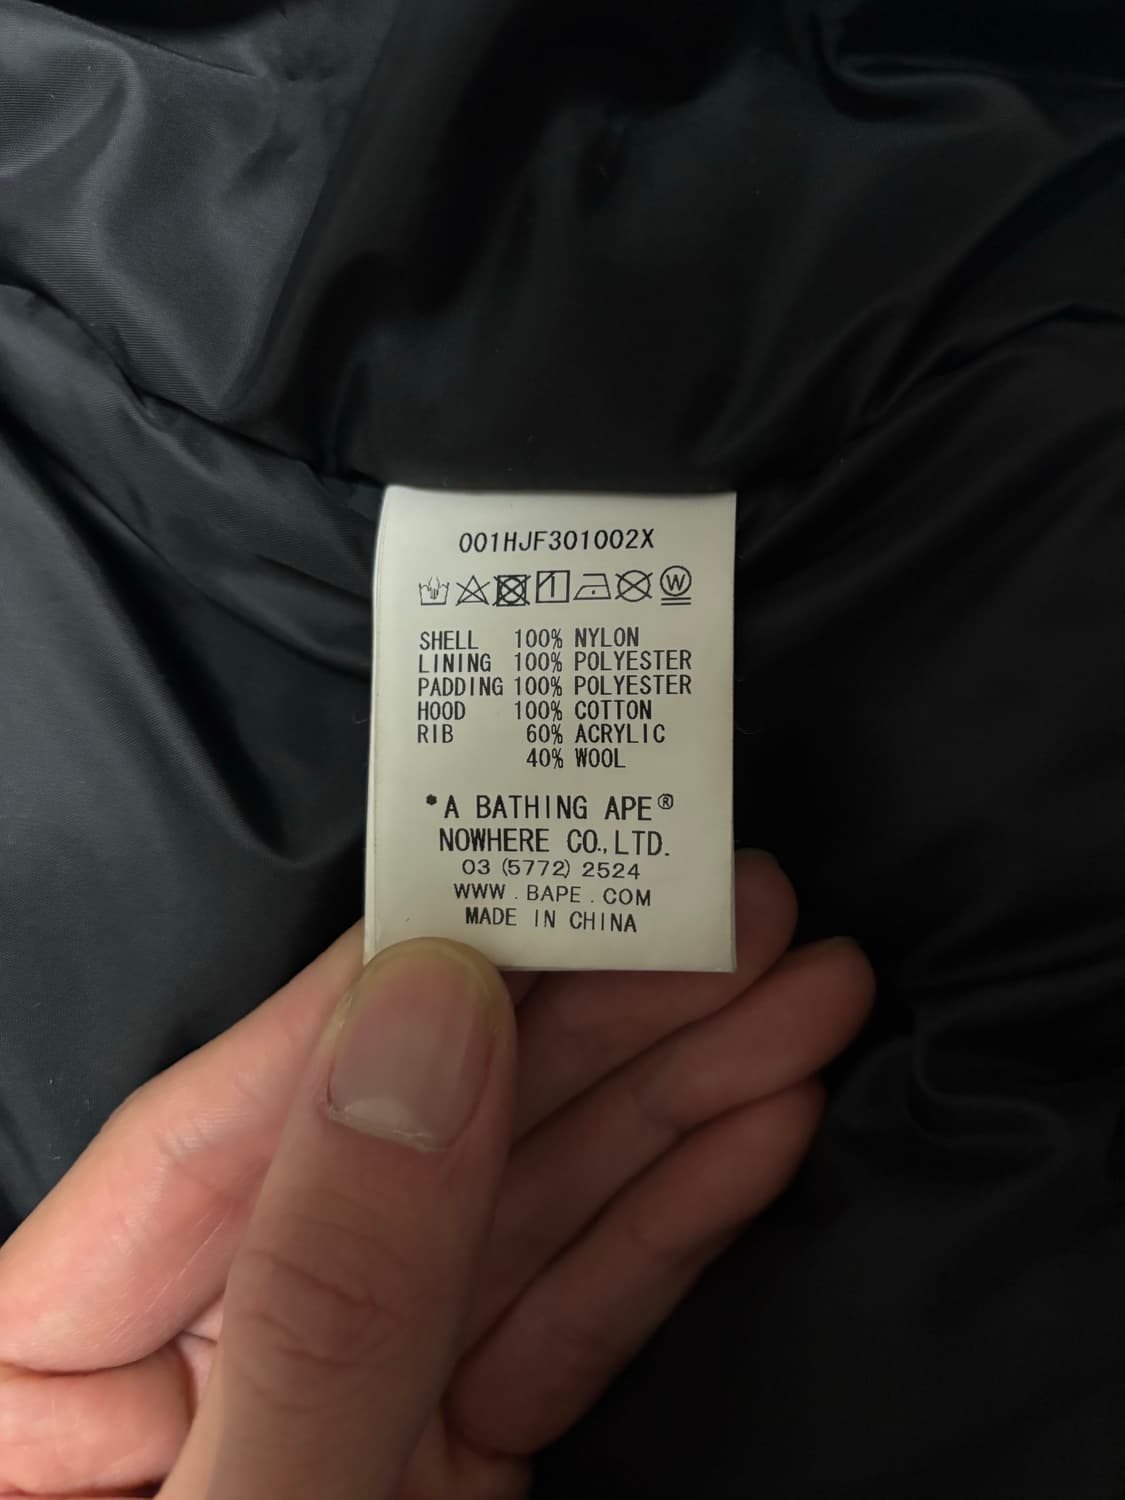 001HJF301002X
W
SHELL 100% NYLON
LINING 100% POLYESTER
PADDING 100% POLYESTER
HOOD 100% COTTON
RIB 60% ACRYLIC
40% WOOL
*A BATHING APE®
NOWHERE CO.,LTD.
03 (5772) 2524
WWW.BAPE.COM
MADE IN CHINA